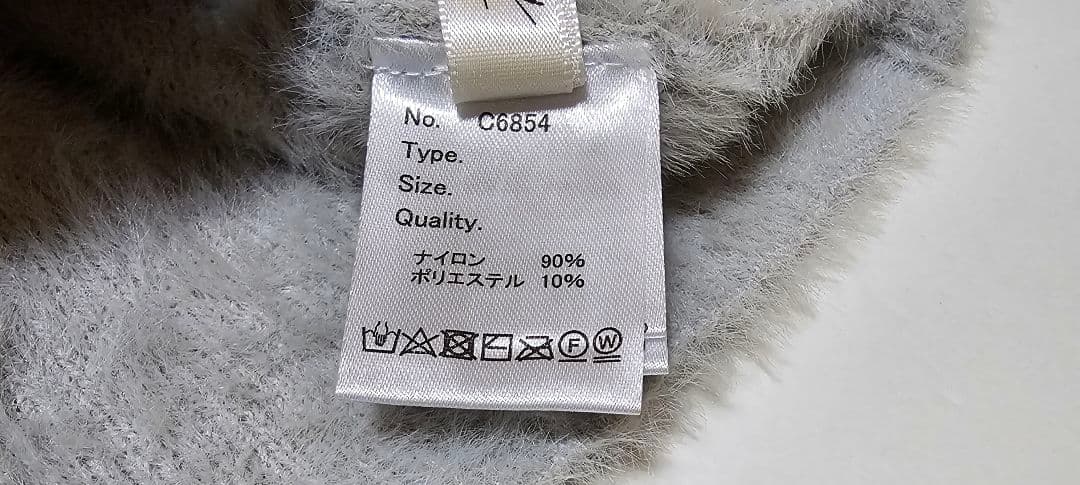 No. C6854
Type.
Size.
Quality.
ナイロン 90%
ポリエステル 10%
F W